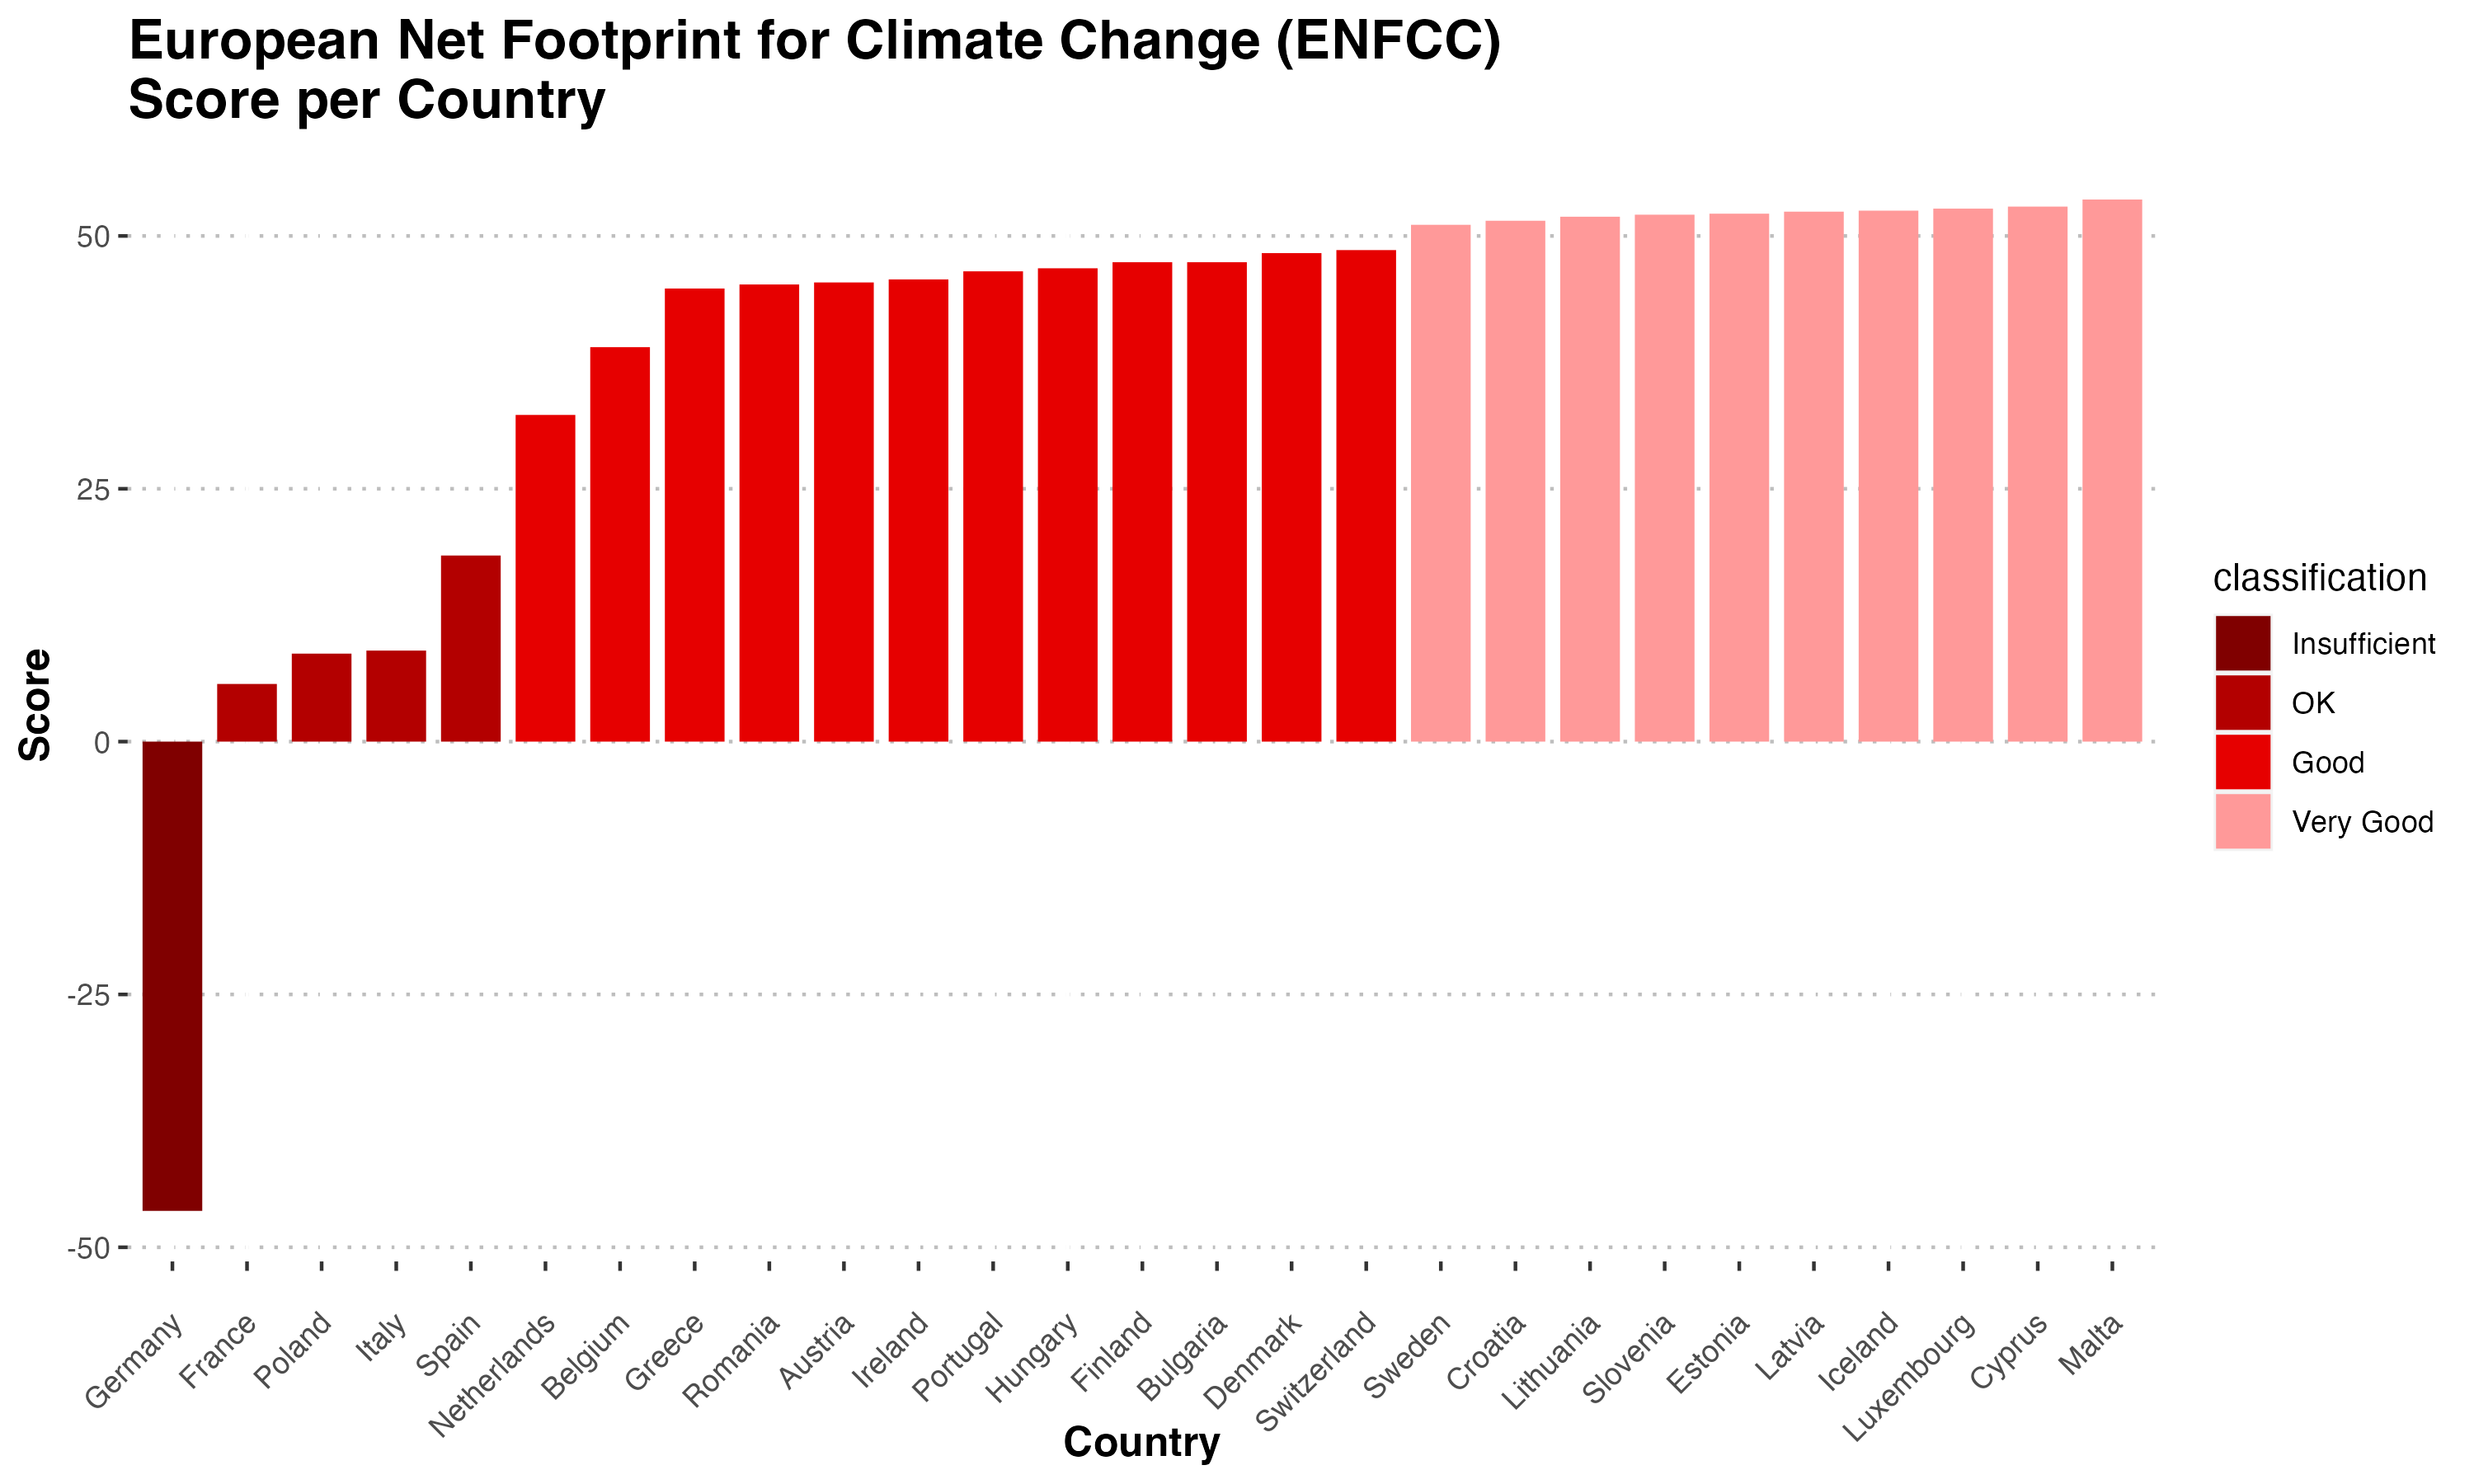 European Net Footprint for Climate Change (ENFCC)
Score per Country
50
25
0
-25
-50
Score
Germany
France
Poland
Italy
Spain
Netherlands
Belgium
Greece
Romania
Austria
Ireland
Portugal
Hungary
Finland
Bulgaria
Denmark
Switzerland
Sweden
Croatia
Lithuania
Slovenia
Estonia
Latvia
Iceland
Luxembourg
Cyprus
Malta
Country
classification
Insufficient
OK
Good
Very Good